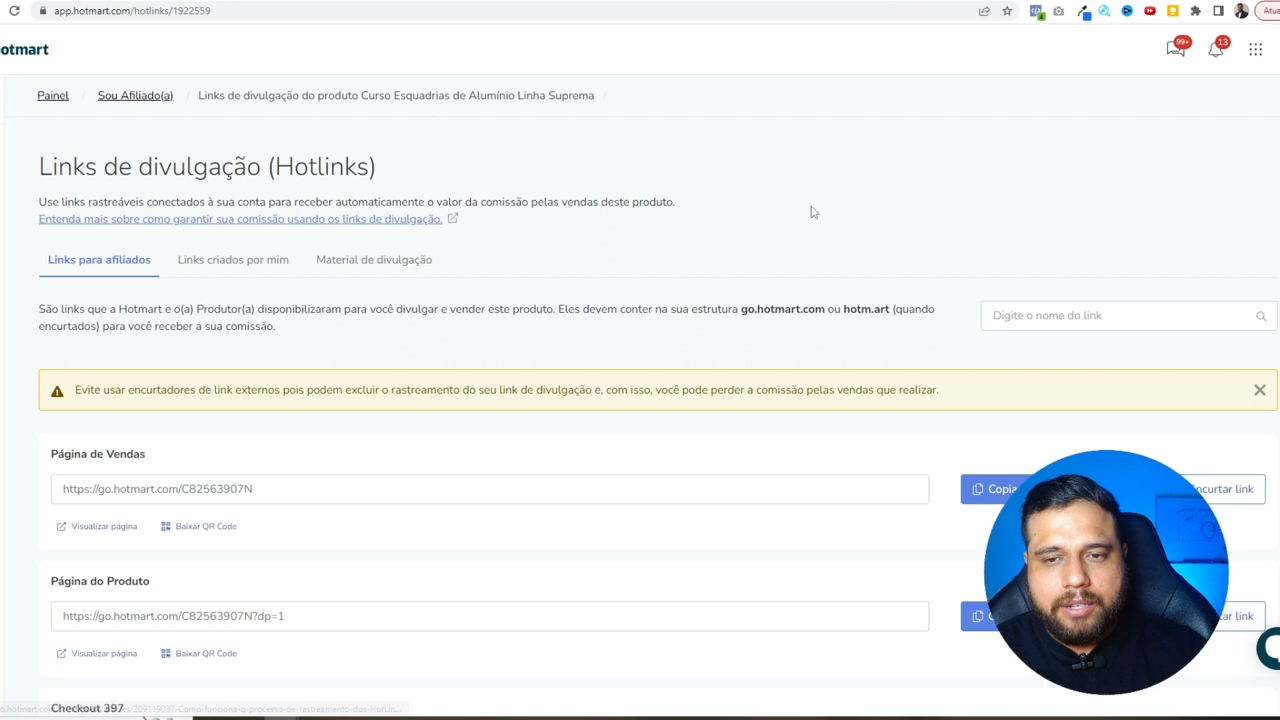 app.hotmart.com/hotlinks/1922559
Atua
otmart
99+
13
Painel / Sou Afiliado(a) / Links de divulgação do produto Curso Esquadrias de Alumínio Linha Suprema /
Links de divulgação (Hotlinks)
Use links rastreáveis conectados à sua conta para receber automaticamente o valor da comissão pelas vendas deste produto.
Entenda mais sobre como garantir sua comissão usando os links de divulgação.
Links para afiliados Links criados por mim Material de divulgação
São links que a Hotmart e o(a) Produtor(a) disponibilizaram para você divulgar e vender este produto. Eles devem conter na sua estrutura go.hotmart.com ou hotm.art (quando
encurtados) para você receber a sua comissão.
Digite o nome do link
Evite usar encurtadores de link externos pois podem excluir o rastreamento do seu link de divulgação e, com isso, você pode perder a comissão pelas vendas que realizar.
Página de Vendas
https://go.hotmart.com/C82563907N
Copia
ncurtar link
Visualizar página Baixar QR Code
Página do Produto
https://go.hotmart.com/C82563907N?dp=1
tar link
Visualizar página Baixar QR Code
Checkout 397